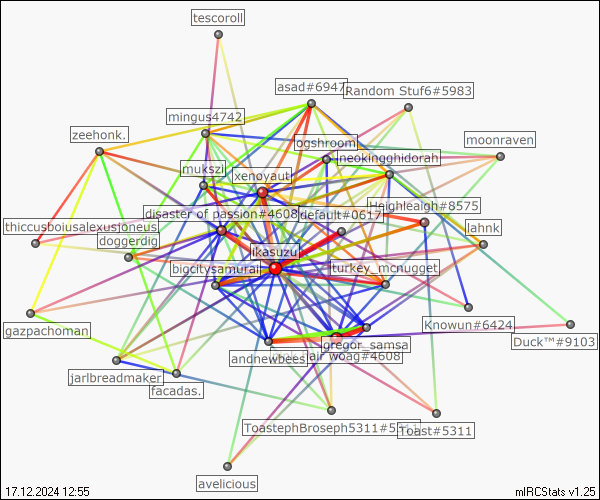 tescoroll
asad#6947
Random Stuf6#5983
mingus4742
zeehonk.
ogshroom
moonraven
neokingghidorah
mukszi
xenoyaut
Haighleaigh#8575
disaster of passion#4608
default#0617
thiccusboiusalexusioneus
lahnk
doggerdig
ikasuzu
bigcitysamurai
turkey_mcnugget
gazpachoman
Knowun#6424
Duck™#9103
gregor_samsa
andnewbees
air woag#4608
jarlbreadmaker
facadas.
ToastephBroseph5311#5311
Toast#5311
avelicious
17.12.2024 12:55
mIRCStats v1.25